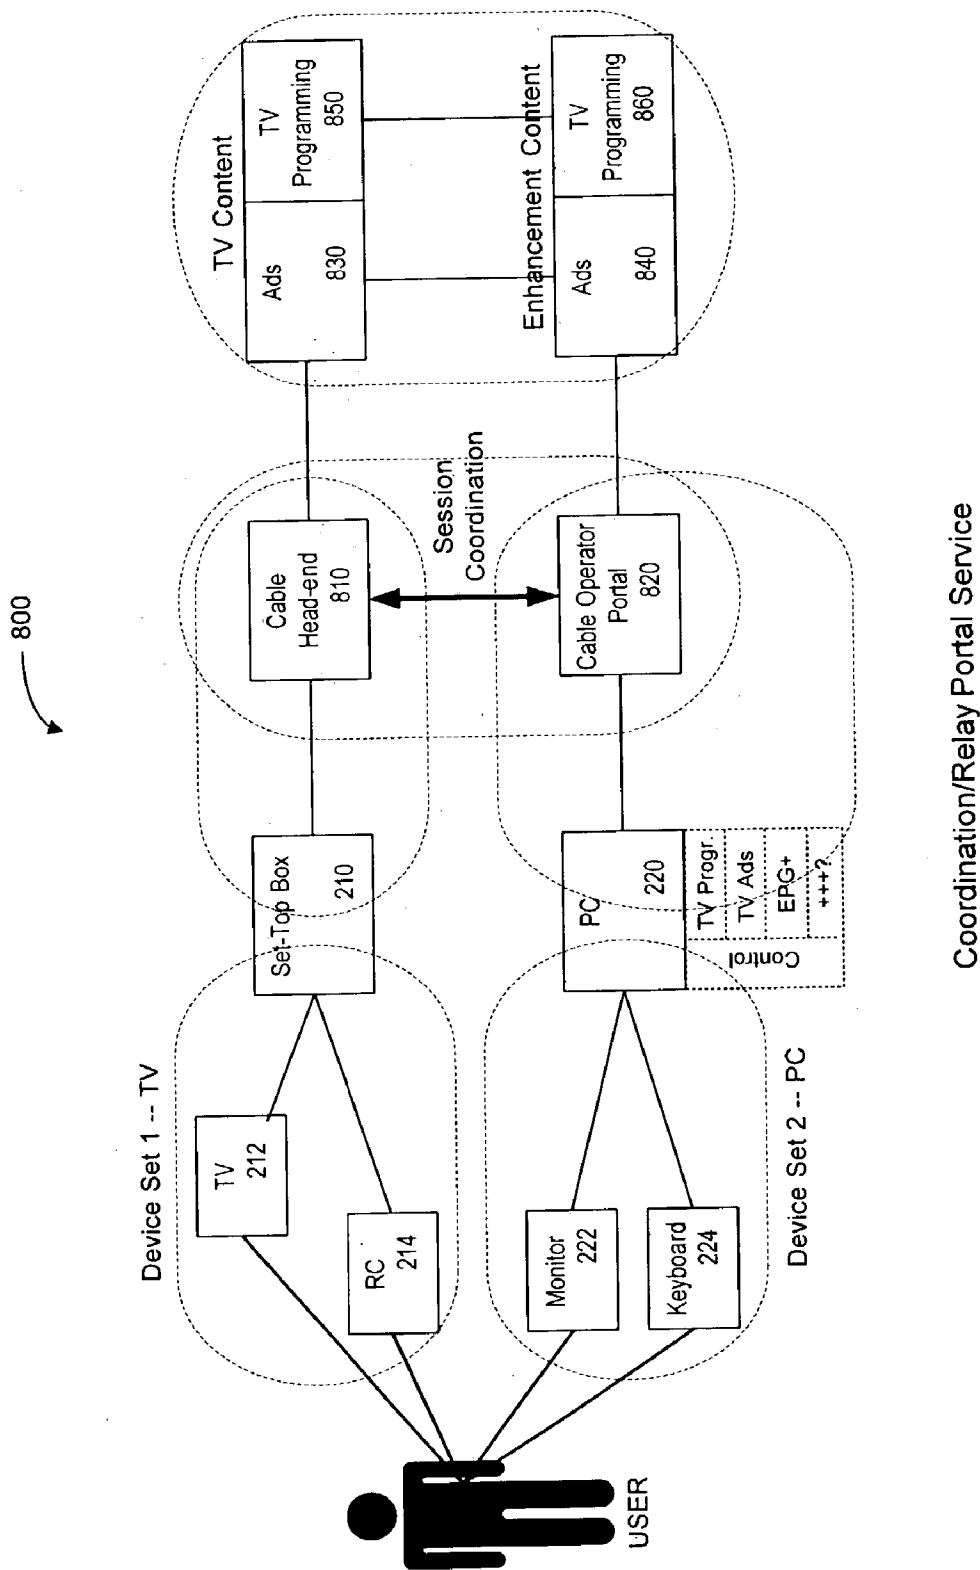 800
Device Set 1 -- TV
TV
212
RC
214
Set-Top Box
210
Cable
Head-end
810
TV Content
Ads
830
TV
Programming
850
Session
Coordination
USER
Monitor
222
Keyboard
224
Device Set 2 -- PC
PC
220
Control
TV Progr.
TV Ads
EPG+
+++?
Cable Operator
Portal
820
Enhancement Content
Ads
840
TV
Programming
860
Coordination/Relay Portal Service